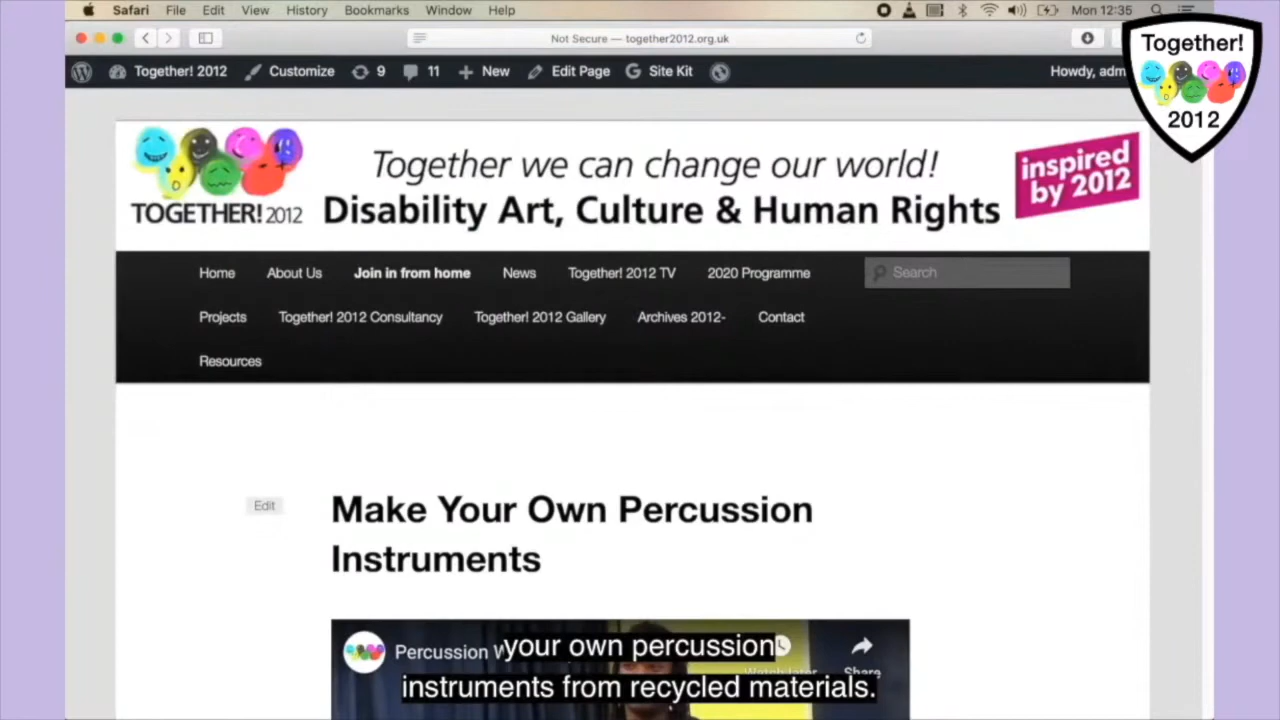 Safari File Edit View History Bookmarks Window Help Mon 12:35
Not Secure — together2012.org.uk
Together! 2012 Customize 9 11 New Edit Page Site Kit Howdy, adm
Together!
2012
Together we can change our world!
Disability Art, Culture & Human Rights
TOGETHER! 2012
inspired
by 2012
Home About Us Join in from home News Together! 2012 TV 2020 Programme Search
Projects Together! 2012 Consultancy Together! 2012 Gallery Archives 2012- Contact
Resources
Edit
Make Your Own Percussion
Instruments
Percussion W
Watch later Share
your own percussion
instruments from recycled materials.